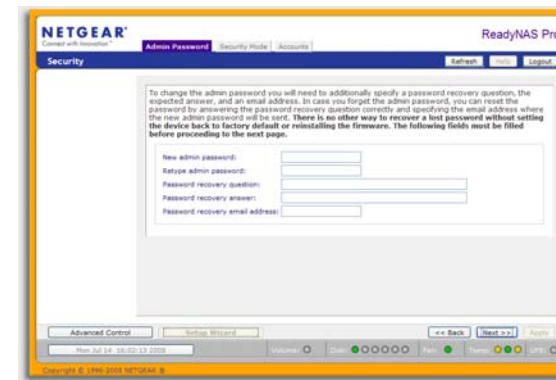 NETGEAR®
Connect with Innovation™
ReadyNAS Pro
Admin Password Security Mode Accounts
Security
Refresh Help Logout
To change the admin password you will need to additionally specify a password recovery question, the
expected answer, and an email address. In case you forget the admin password, you can reset the
password by answering the password recovery question correctly and specifying the email address where
the new admin password will be sent. There is no other way to recover a lost password without setting
the device back to factory default or reinstalling the firmware. The following fields must be filled
before proceeding to the next page.
New admin password:
Retype admin password:
Password recovery question:
Password recovery answer:
Password recovery email address:
Advanced Control Setup Wizard << Back Next >> Apply
Mon Jul 14 16:02:13 2008 Volume: Disk: Fan: Temp: UPS:
Copyright © 1996-2008 NETGEAR ®